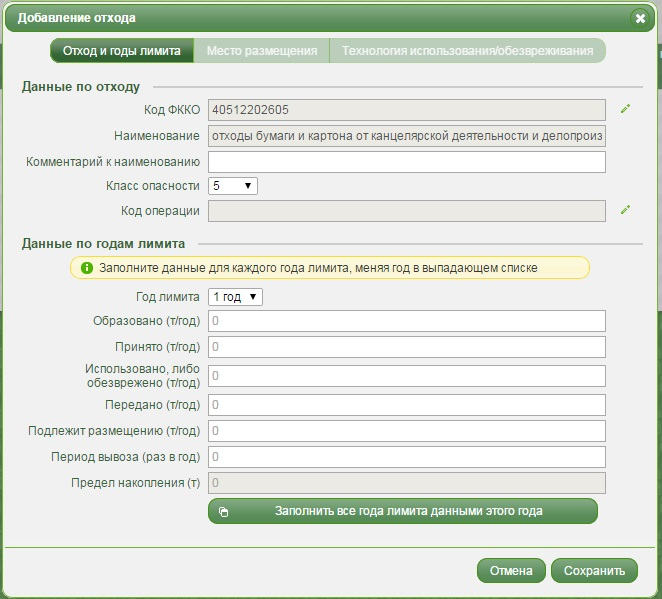 Добавление отхода
Отход и годы лимита Место размещения Технология использования/обезвреживания
Данные по отходу
Код ФККО 40512202605
Наименование отходы бумаги и картона от канцелярской деятельности и делопроиз
Комментарий к наименованию
Класс опасности 5
Код операции
Данные по годам лимита
Заполните данные для каждого года лимита, меняя год в выпадающем списке
Год лимита 1 год
Образовано (т/год) 0
Принято (т/год) 0
Использовано, либо
обезврежено (т/год) 0
Передано (т/год) 0
Подлежит размещению (т/год) 0
Период вывоза (раз в год) 0
Предел накопления (т) 0
Заполнить все года лимита данными этого года
Отмена Сохранить